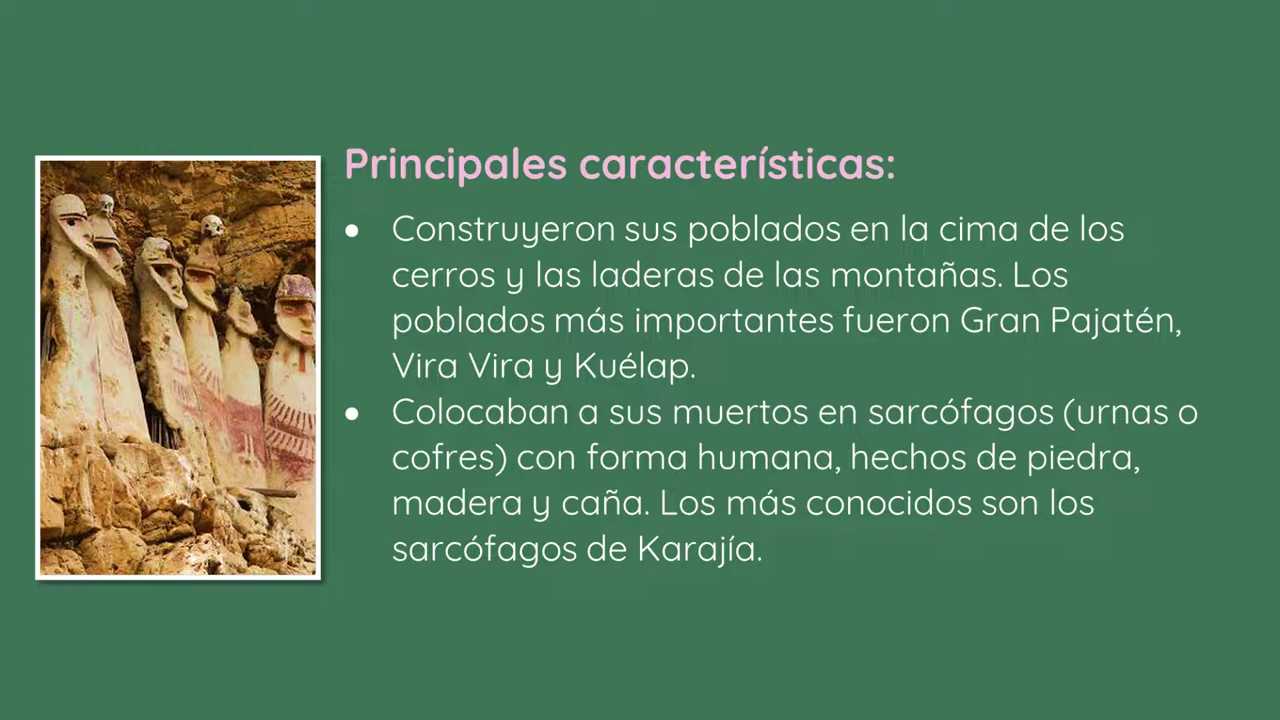 Principales características:
● Construyeron sus poblados en la cima de los
cerros y las laderas de las montañas. Los
poblados más importantes fueron Gran Pajatén,
Vira Vira y Kuélap.
● Colocaban a sus muertos en sarcófagos (urnas o
cofres) con forma humana, hechos de piedra,
madera y caña. Los más conocidos son los
sarcófagos de Karajía.